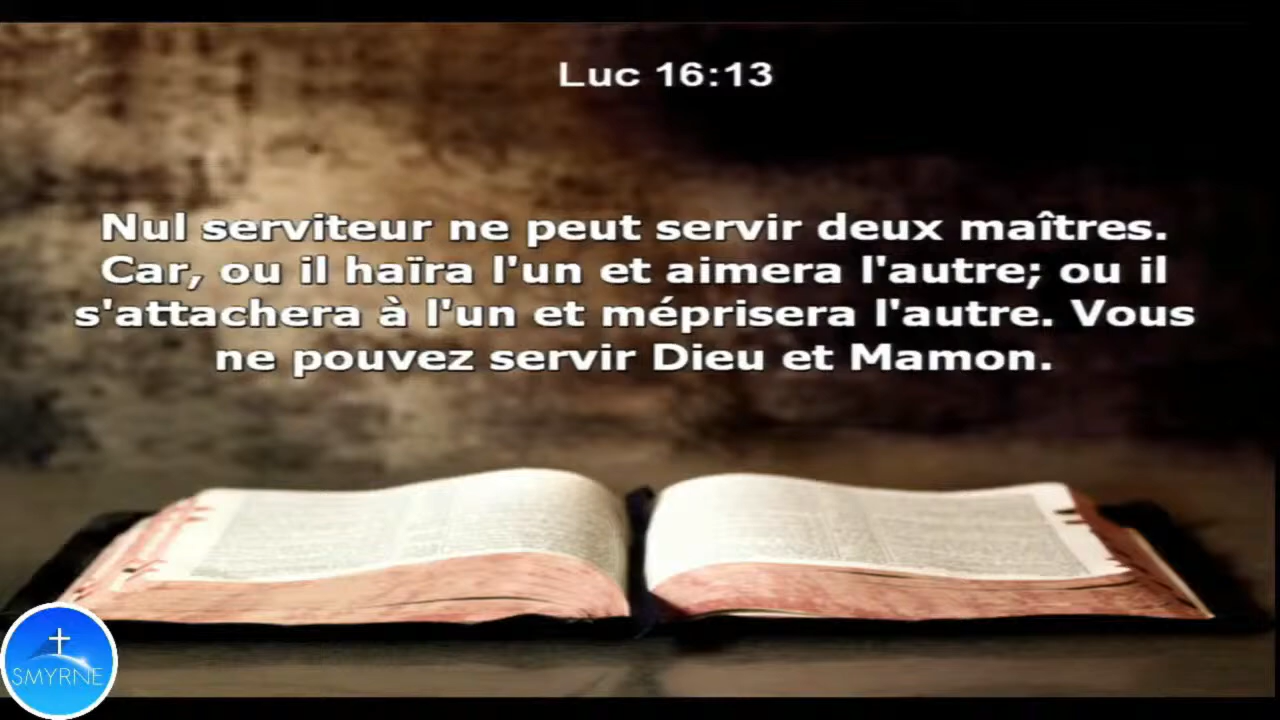 Luc 16:13
Nul serviteur ne peut servir deux maîtres.
Car, ou il haïra l'un et aimera l'autre; ou il
s'attachera à l'un et méprisera l'autre. Vous
ne pouvez servir Dieu et Mamon.
SMYRNE